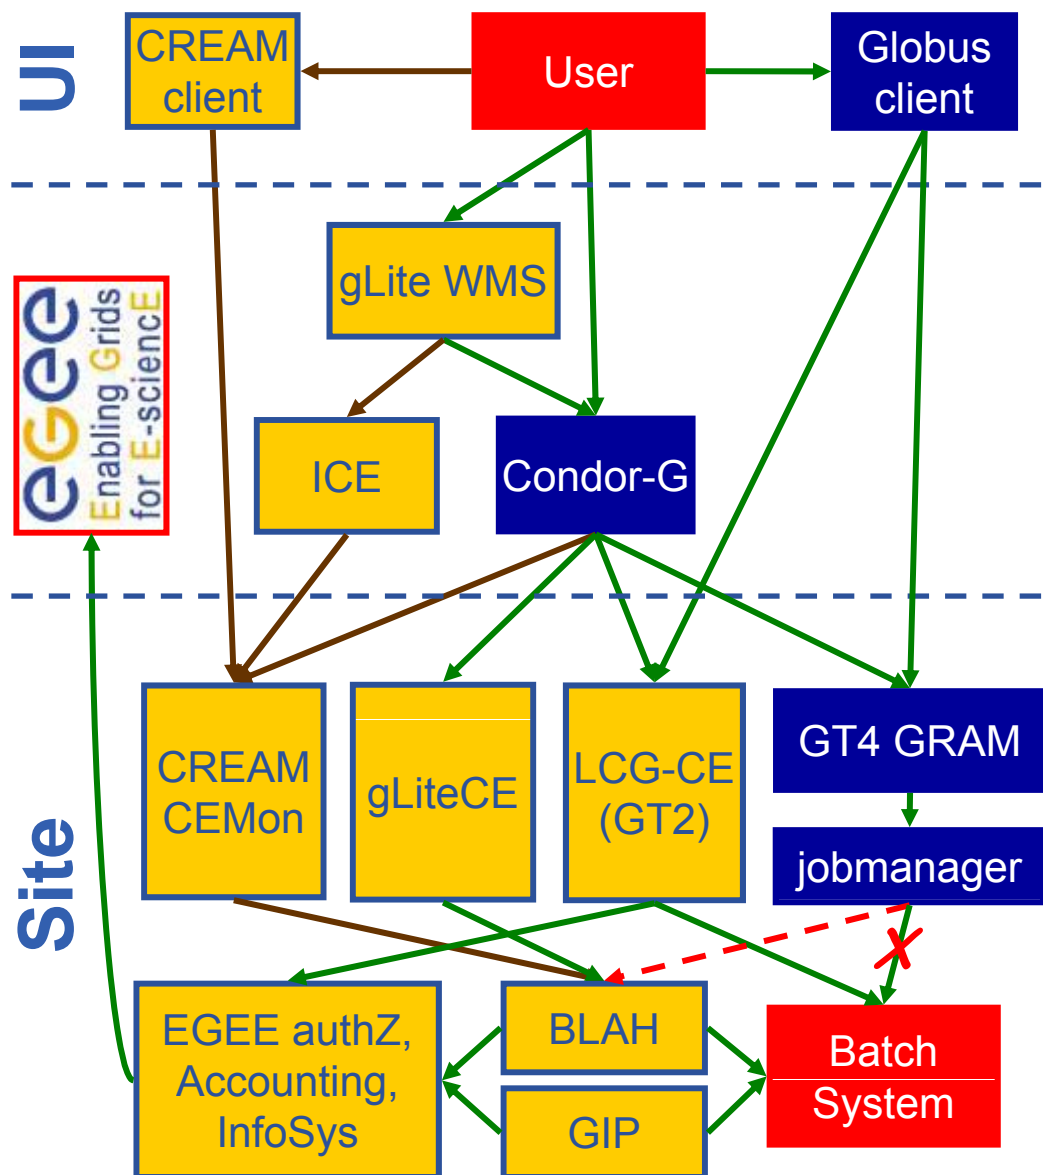 UI
CREAM
client
User
Globus
client
gLite WMS
eGee
Enabling Grids
for E-sciencE
ICE
Condor-G
Site
CREAM
CEMon
gLiteCE
LCG-CE
(GT2)
GT4 GRAM
jobmanager
X
EGEE authZ,
Accounting,
InfoSys
BLAH
GIP
Batch
System